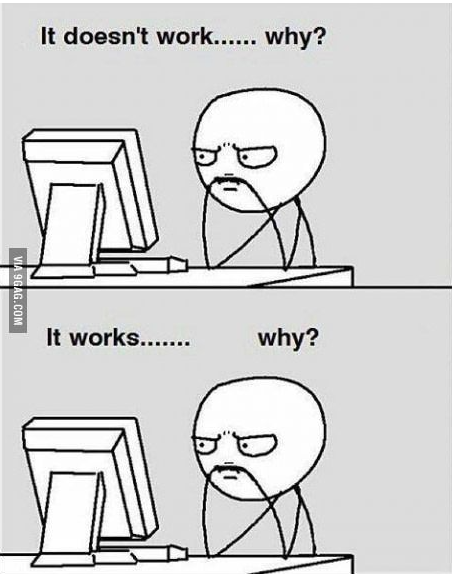 It doesn't work...... why?
VIA 9GAG.COM
It works....... why?